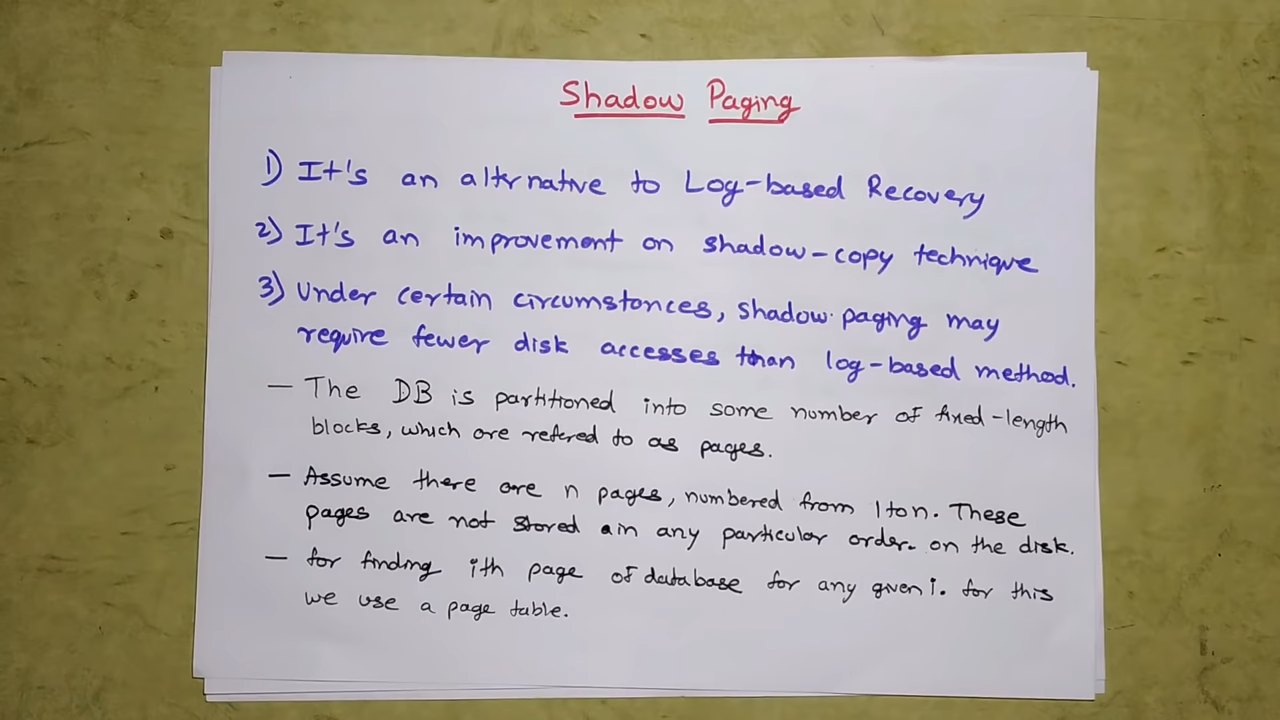 Shadow Paging
1) It's an alternative to Log-based Recovery
2) It's an improvement on shadow-copy technique
3) Under certain circumstances, shadow paging may
require fewer disk accesses than log-based method.
- The DB is partitioned into some number of fixed-length
blocks, which are refered to as pages.
- Assume there are n pages, numbered from 1 to n. These
pages are not stored in any particular order. on the disk.
- for finding ith page of database for any given i. for this
we use a page table.